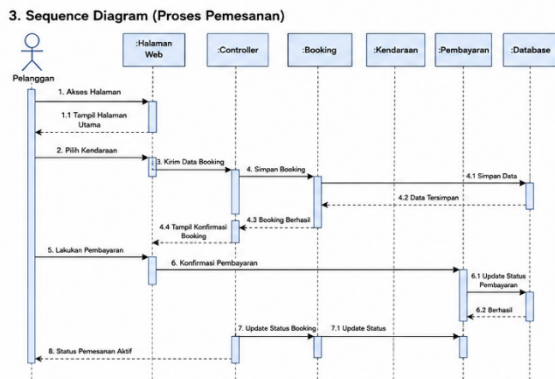 3. Sequence Diagram (Proses Pemesanan)
:Halaman
Web
:Controller
:Booking
:Kendaraan
:Pembayaran
:Database
Pelanggan
1. Akses Halaman
1.1 Tampil Halaman
Utama
2. Pilih Kendaraan
3. Kirim Data Booking
4. Simpan Booking
4.1 Simpan Data
4.2 Data Tersimpan
4.3 Booking Berhasil
4.4 Tampil Konfirmasi
Booking
5. Lakukan Pembayaran
6. Konfirmasi Pembayaran
6.1 Update Status
Pembayaran
6.2 Berhasil
7. Update Status Booking
7.1 Update Status
8. Status Pemesanan Aktif